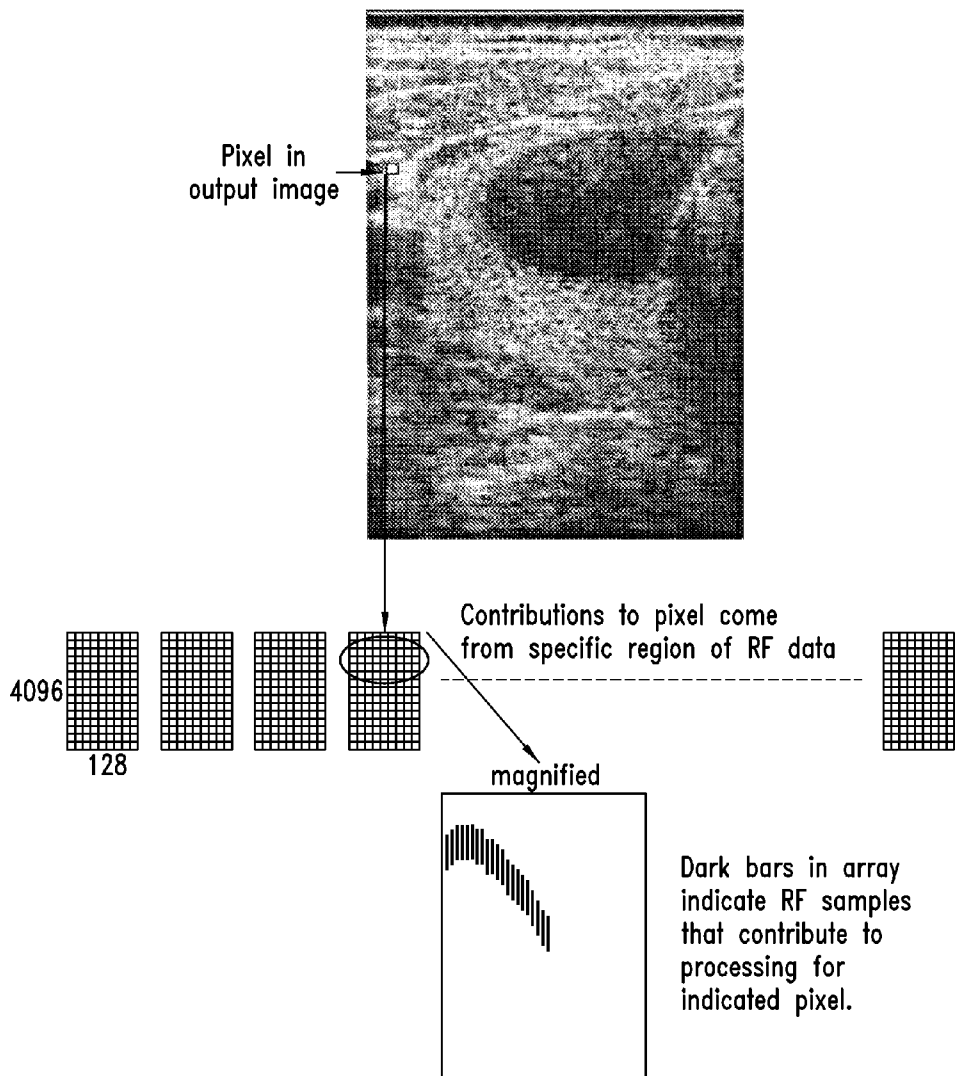 Pixel in
output image
Contributions to pixel come
from specific region of RF data
4096
128
magnified
Dark bars in array
indicate RF samples
that contribute to
processing for
indicated pixel.